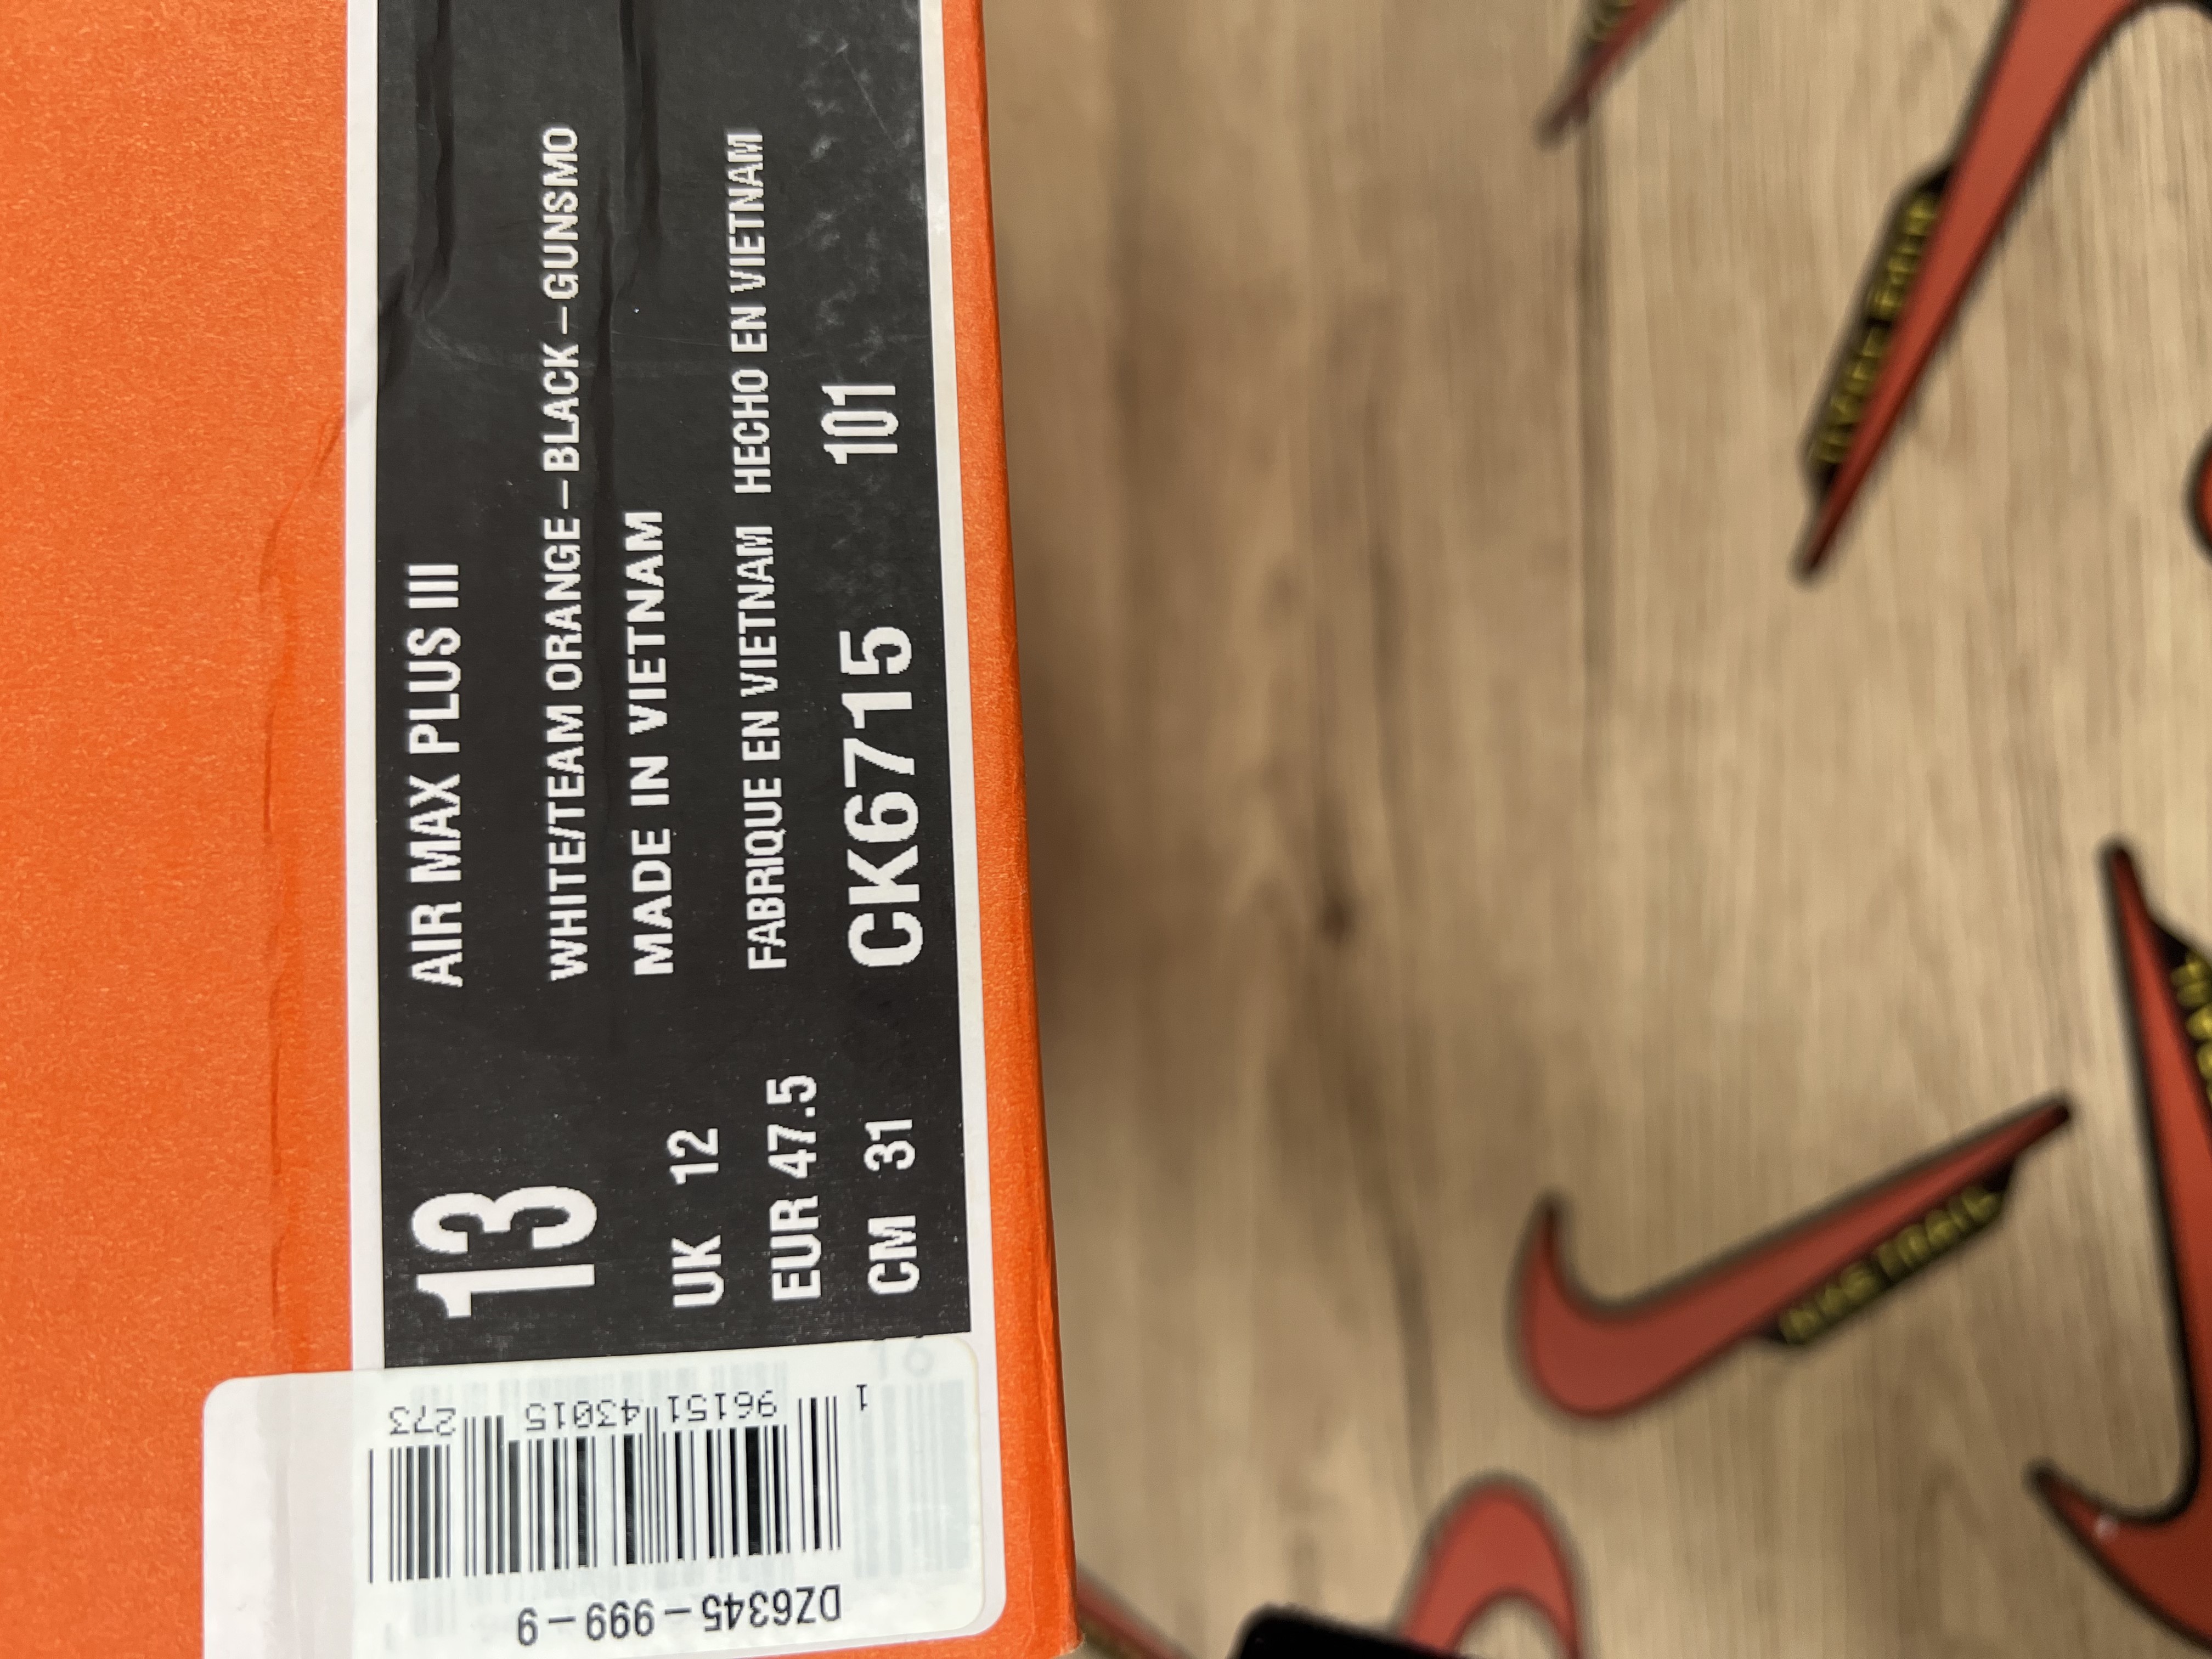 DZ6345-999-9
1 96151 43015 273
13
UK 12
EUR 47.5
CM 31
AIR MAX PLUS III
WHITE/TEAM ORANGE-BLACK-GUNSMO
MADE IN VIETNAM
FABRIQUE EN VIETNAM HECHO EN VIETNAM
CK6715 101
TRAIL